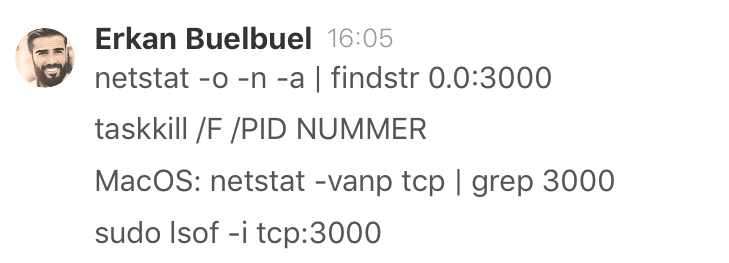 Erkan Buelbuel 16:05
netstat -o -n -a | findstr 0.0:3000
taskkill /F /PID NUMMER
MacOS: netstat -vanp tcp | grep 3000
sudo lsof -i tcp:3000